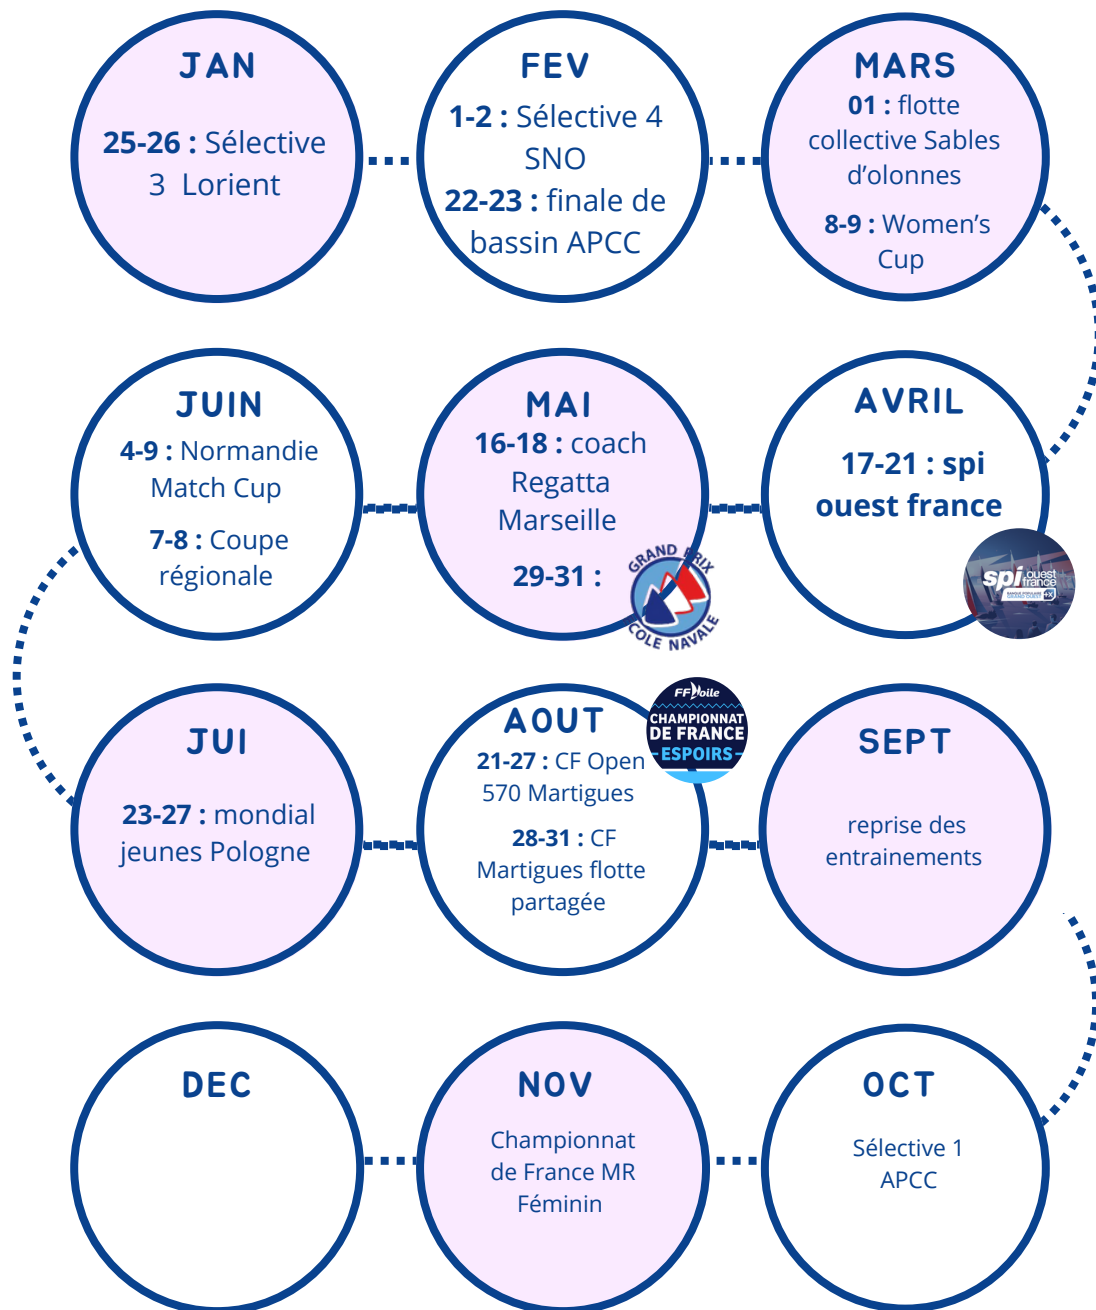 JAN
25-26 : Sélective
3 Lorient
FEV
1-2 : Sélective 4
SNO
22-23 : finale de
bassin APCC
MARS
01 : flotte
collective Sables
d'olonnes
8-9 : Women's
Cup
AVRIL
17-21 : spi
ouest france
spi ouest
france
BANQUE POPULAIRE
GRAND OUEST
MAI
16-18 : coach
Regatta
Marseille
29-31 :
GRAND PRIX
ÉCOLE NAVALE
JUIN
4-9 : Normandie
Match Cup
7-8 : Coupe
régionale
JUI
23-27 : mondial
jeunes Pologne
AOUT
21-27 : CF Open
570 Martigues
28-31 : CF
Martigues flotte
partagée
FFVoile
CHAMPIONNAT
DE FRANCE
-ESPOIRS-
SEPT
reprise des
entrainements
OCT
Sélective 1
APCC
NOV
Championnat
de France MR
Féminin
DEC